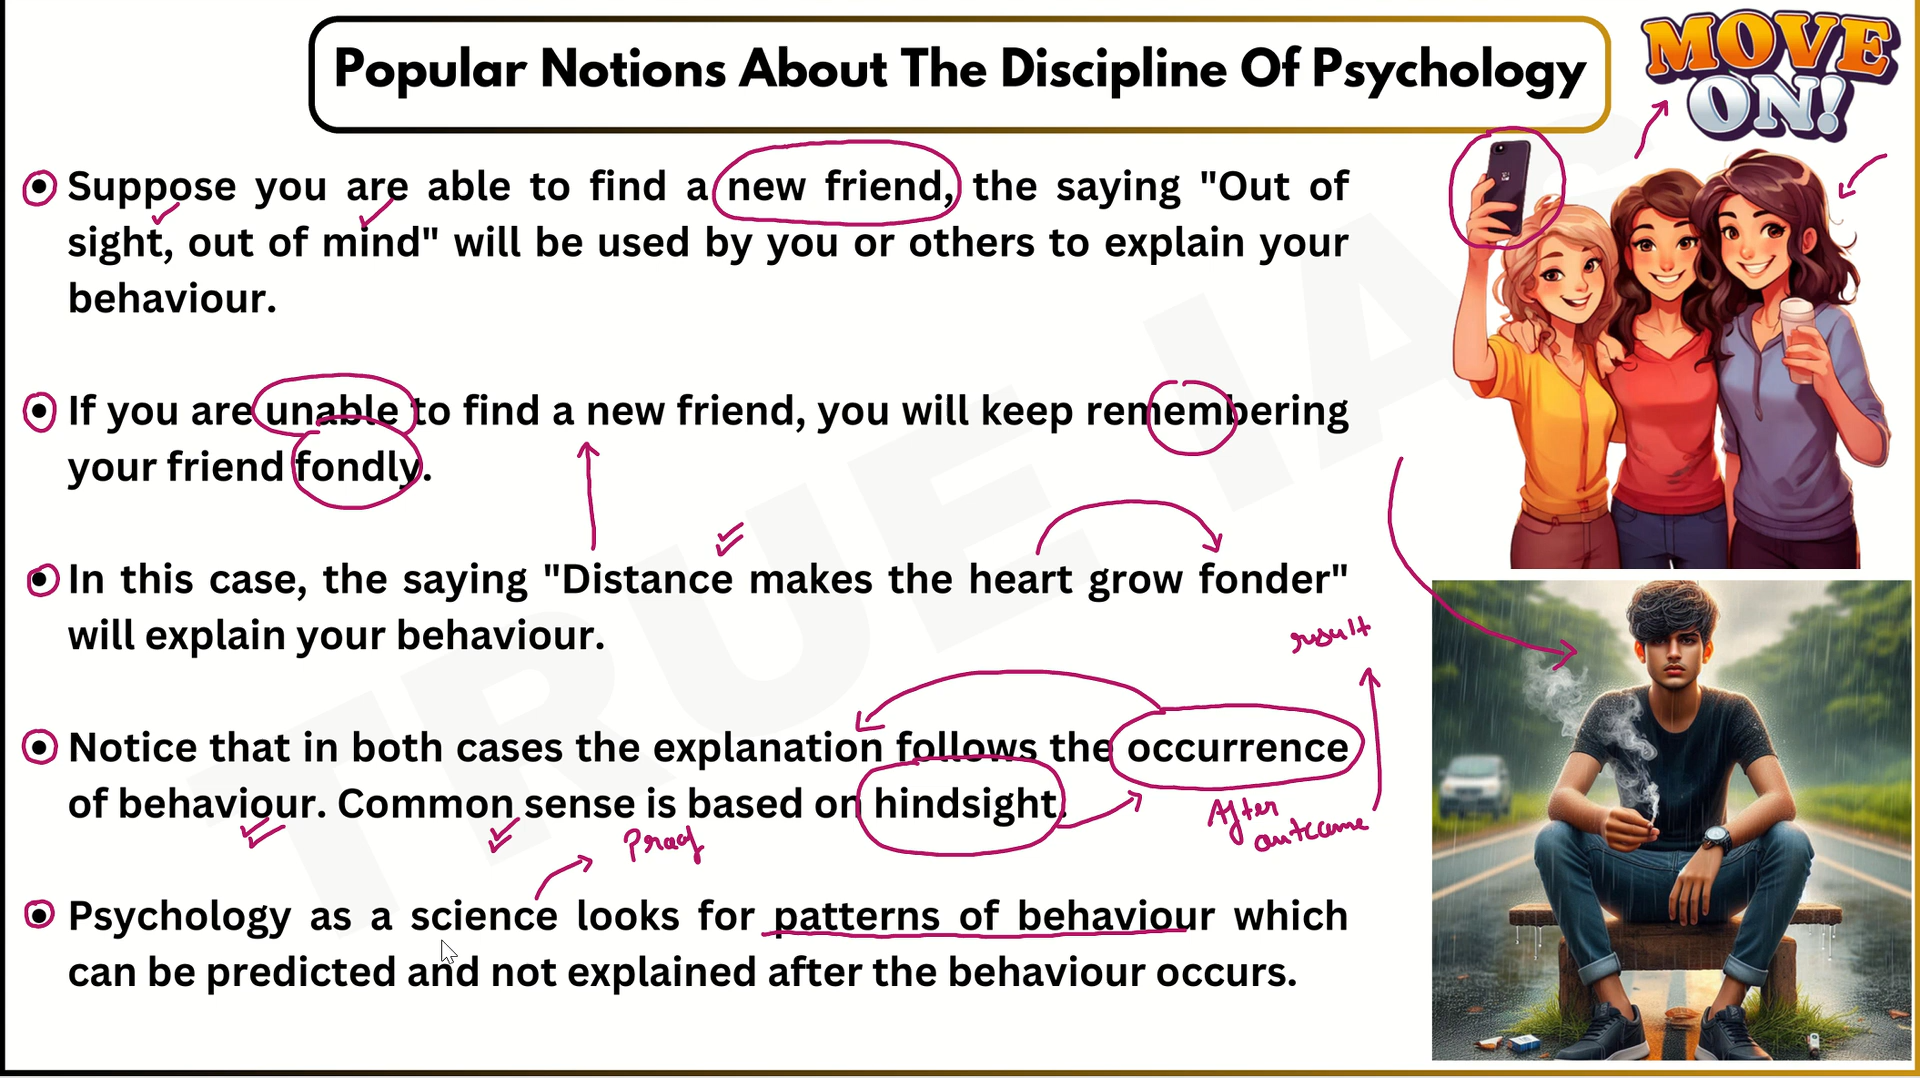 Popular Notions About The Discipline Of Psychology
MOVE
ON!
Suppose you are able to find a new friend, the saying "Out of
sight, out of mind" will be used by you or others to explain your
behaviour.
If you are unable to find a new friend, you will keep remembering
your friend fondly.
In this case, the saying "Distance makes the heart grow fonder"
will explain your behaviour.
result
Notice that in both cases the explanation follows the occurrence
of behaviour. Common sense is based on hindsight.
After
outcome
Proof
Psychology as a science looks for patterns of behaviour which
can be predicted and not explained after the behaviour occurs.
TRUE IAS